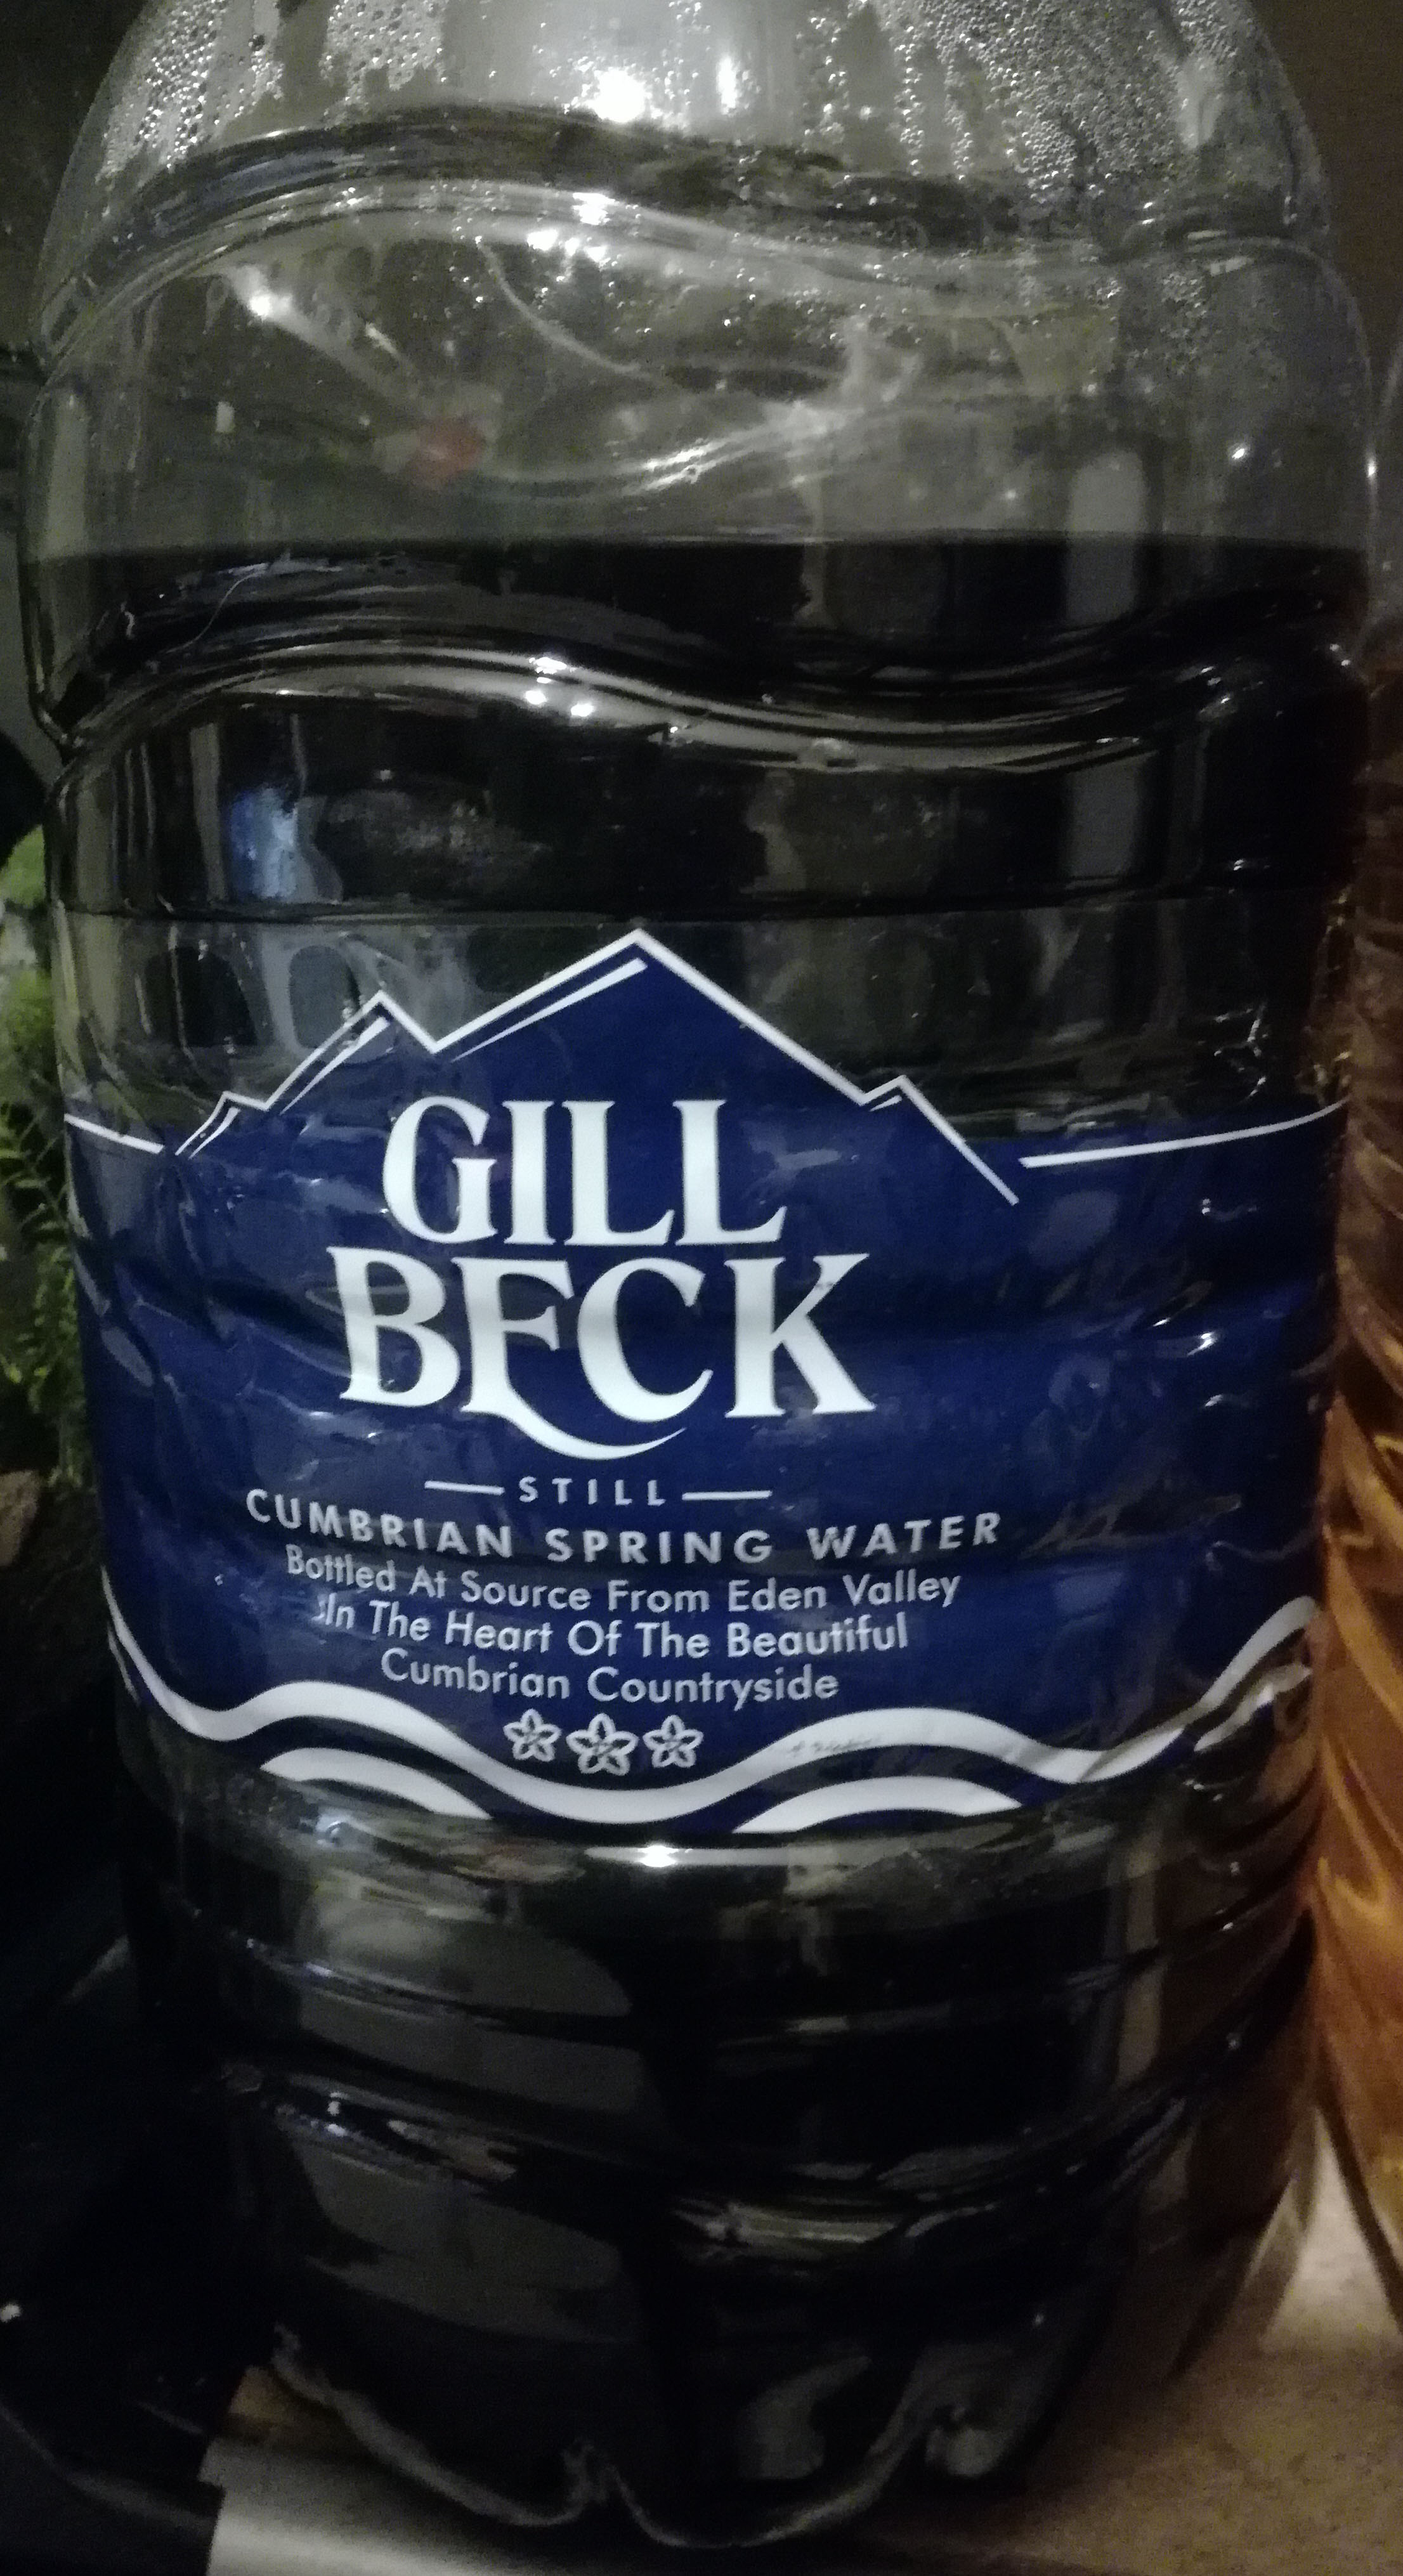 GILL
BECK
STILL
CUMBRIAN SPRING WATER
Bottled At Source From Eden Valley
In The Heart Of The Beautiful
Cumbrian Countryside